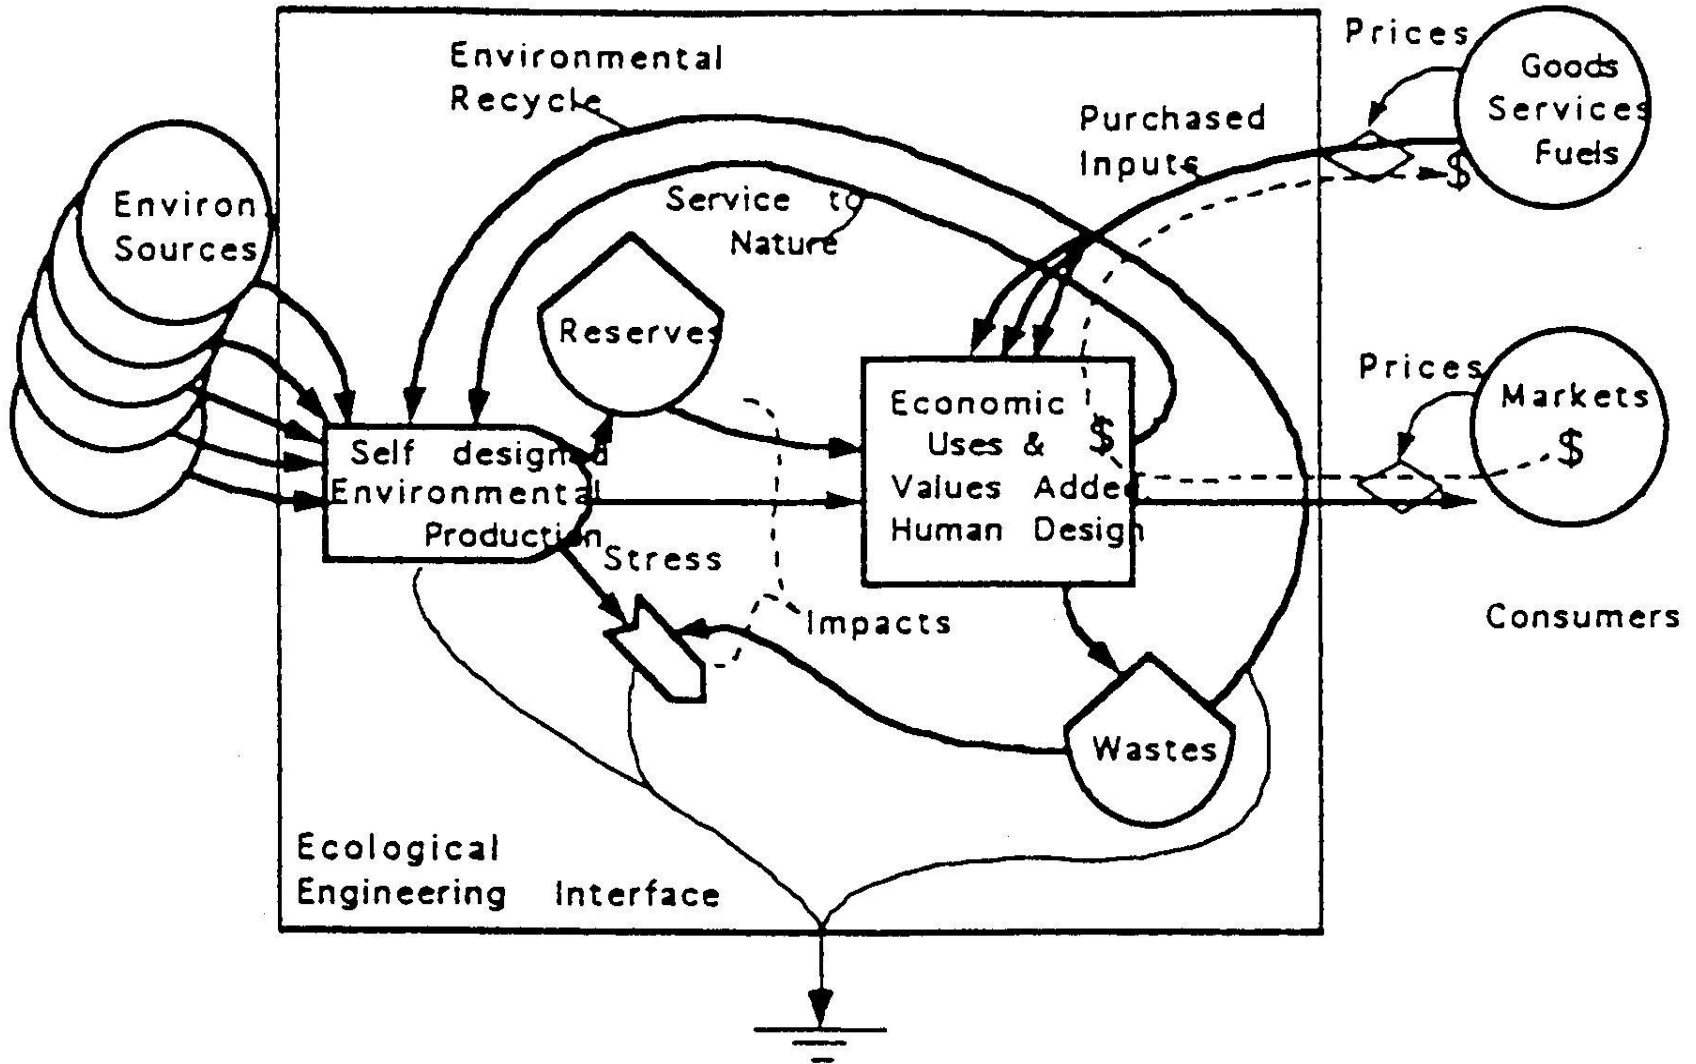 Environmental
Recycle
Prices
Goods
Services
Fuels
$
Purchased
Inputs
Environ
Sources
Service to
Nature
Reserves
Prices
Markets
$
Economic
Uses & $
Values Added
Human Design
Self designed
Environmental
Production
Stress
Impacts
Consumers
Wastes
Ecological
Engineering Interface